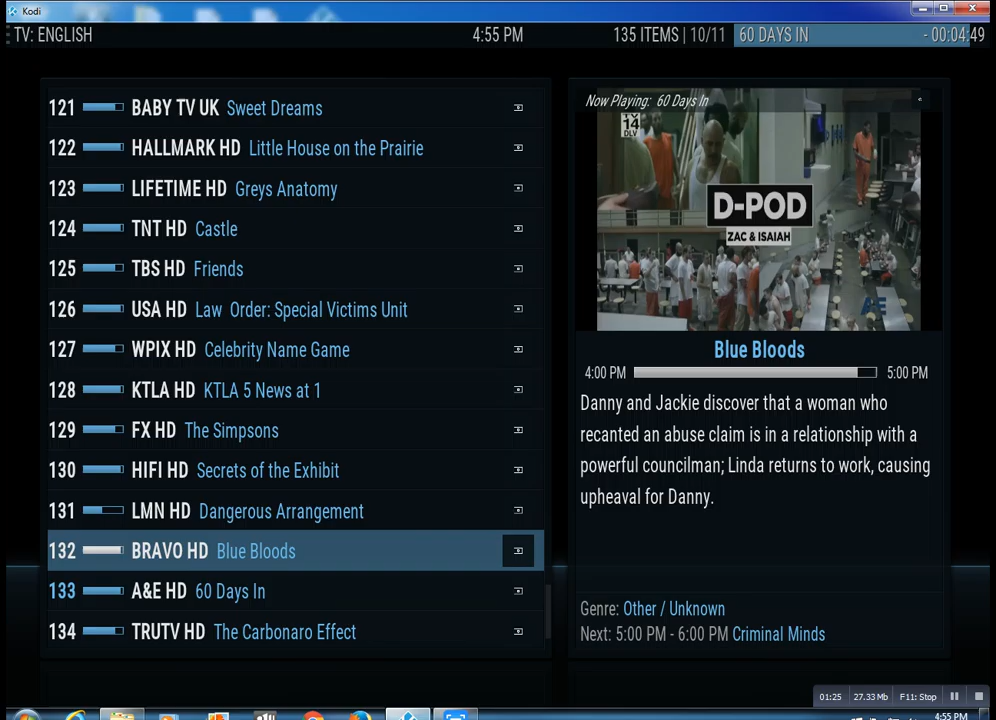 Kodi
TV: ENGLISH
4:55 PM
135 ITEMS | 10/11
60 DAYS IN
- 00:04:49
121 BABY TV UK Sweet Dreams
122 HALLMARK HD Little House on the Prairie
123 LIFETIME HD Greys Anatomy
124 TNT HD Castle
125 TBS HD Friends
126 USA HD Law Order: Special Victims Unit
127 WPIX HD Celebrity Name Game
128 KTLA HD KTLA 5 News at 1
129 FX HD The Simpsons
130 HIFI HD Secrets of the Exhibit
131 LMN HD Dangerous Arrangement
132 BRAVO HD Blue Bloods
133 A&E HD 60 Days In
134 TRUTV HD The Carbonaro Effect
Now Playing: 60 Days In
TV
14
DLV
D-POD
ZAC & ISAIAH
A&E
Blue Bloods
4:00 PM 5:00 PM
Danny and Jackie discover that a woman who
recanted an abuse claim is in a relationship with a
powerful councilman; Linda returns to work, causing
upheaval for Danny.
Genre: Other / Unknown
Next: 5:00 PM - 6:00 PM Criminal Minds
01:25 27.33 Mb F11: Stop
4:55 PM